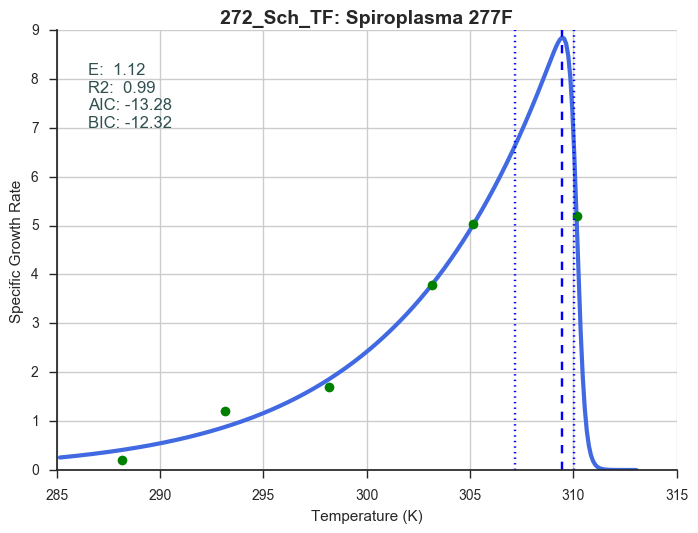 272_Sch_TF: Spiroplasma 277F
E: 1.12
R2: 0.99
AIC: -13.28
BIC: -12.32
Specific Growth Rate
9
8
7
6
5
4
3
2
1
0
285 290 295 300 305 310 315
Temperature (K)